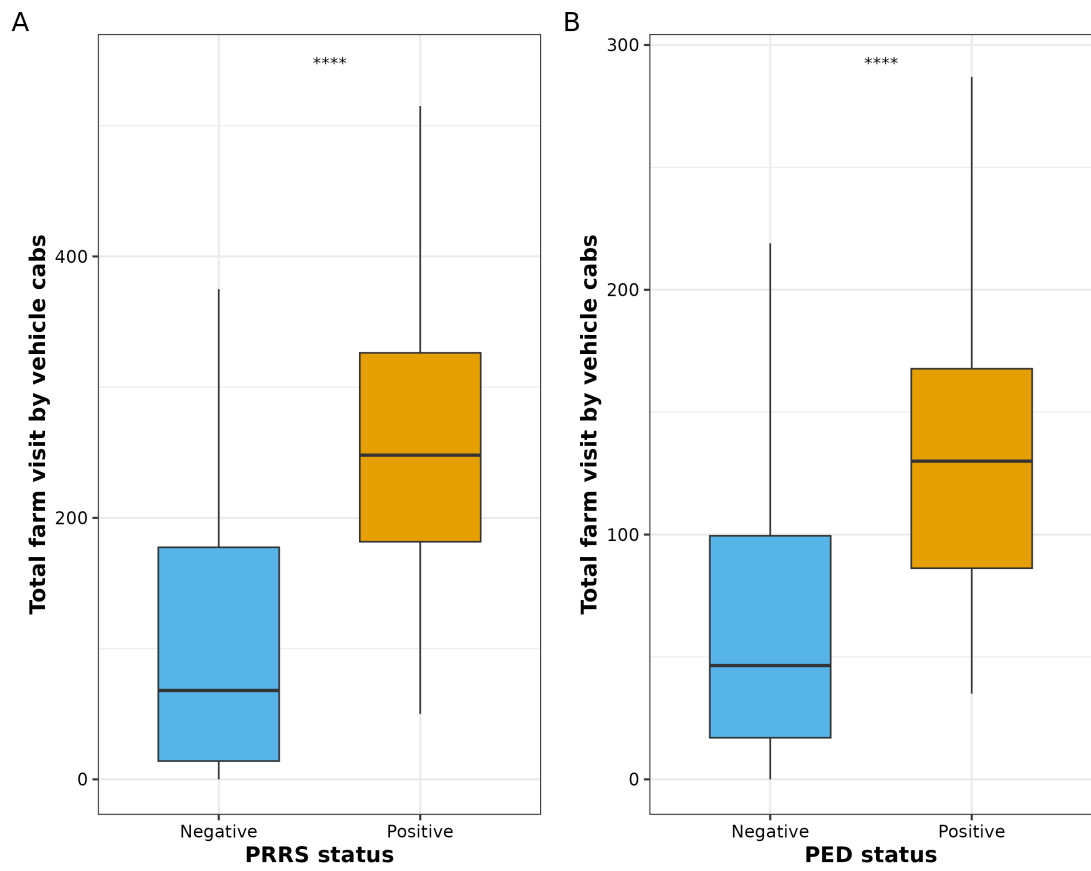 A
****
Total farm visit by vehicle cabs
400
200
0
Negative
Positive
PRRS status
B
****
Total farm visit by vehicle cabs
300
200
100
0
Negative
Positive
PED status